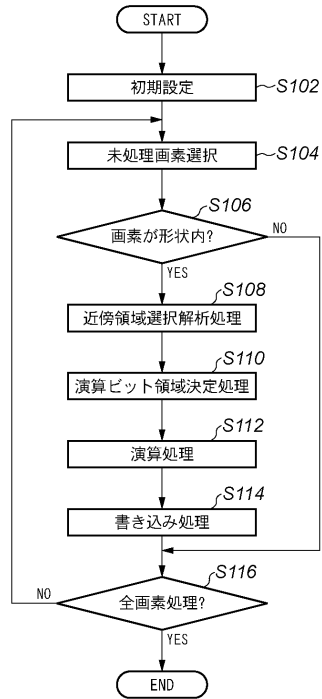 START
初期設定
S102
未処理画素選択
S104
S106
画素が形状内?
NO
YES
S108
近傍領域選択解析処理
S110
演算ビット領域決定処理
S112
演算処理
S114
書き込み処理
S116
NO
全画素処理?
YES
END